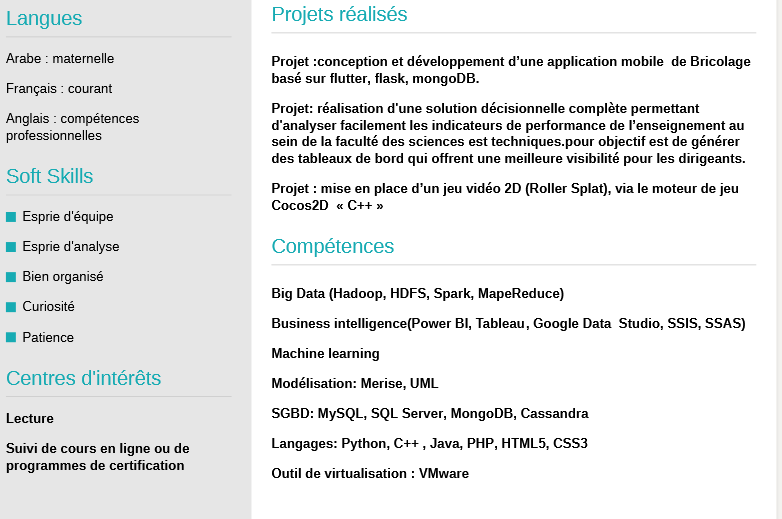 Langues
Arabe : maternelle
Français : courant
Anglais : compétences
professionnelles
Soft Skills
Esprie d'équipe
Esprie d'analyse
Bien organisé
Curiosité
Patience
Centres d'intérêts
Lecture
Suivi de cours en ligne ou de
programmes de certification
Projets réalisés
Projet :conception et développement d’une application mobile  de Bricolage
basé sur flutter, flask, mongoDB.
Projet: réalisation d'une solution décisionnelle complète permettant
d'analyser facilement les indicateurs de performance de l’enseignement au
sein de la faculté des sciences est techniques.pour objectif est de générer
des tableaux de bord qui offrent une meilleure visibilité pour les dirigeants.
Projet : mise en place d’un jeu vidéo 2D (Roller Splat), via le moteur de jeu
Cocos2D  « C++ »
Compétences
Big Data (Hadoop, HDFS, Spark, MapeReduce)
Business intelligence(Power BI, Tableau, Google Data  Studio, SSIS, SSAS)
Machine learning
Modélisation: Merise, UML
SGBD: MySQL, SQL Server, MongoDB, Cassandra
Langages: Python, C++ , Java, PHP, HTML5, CSS3
Outil de virtualisation : VMware